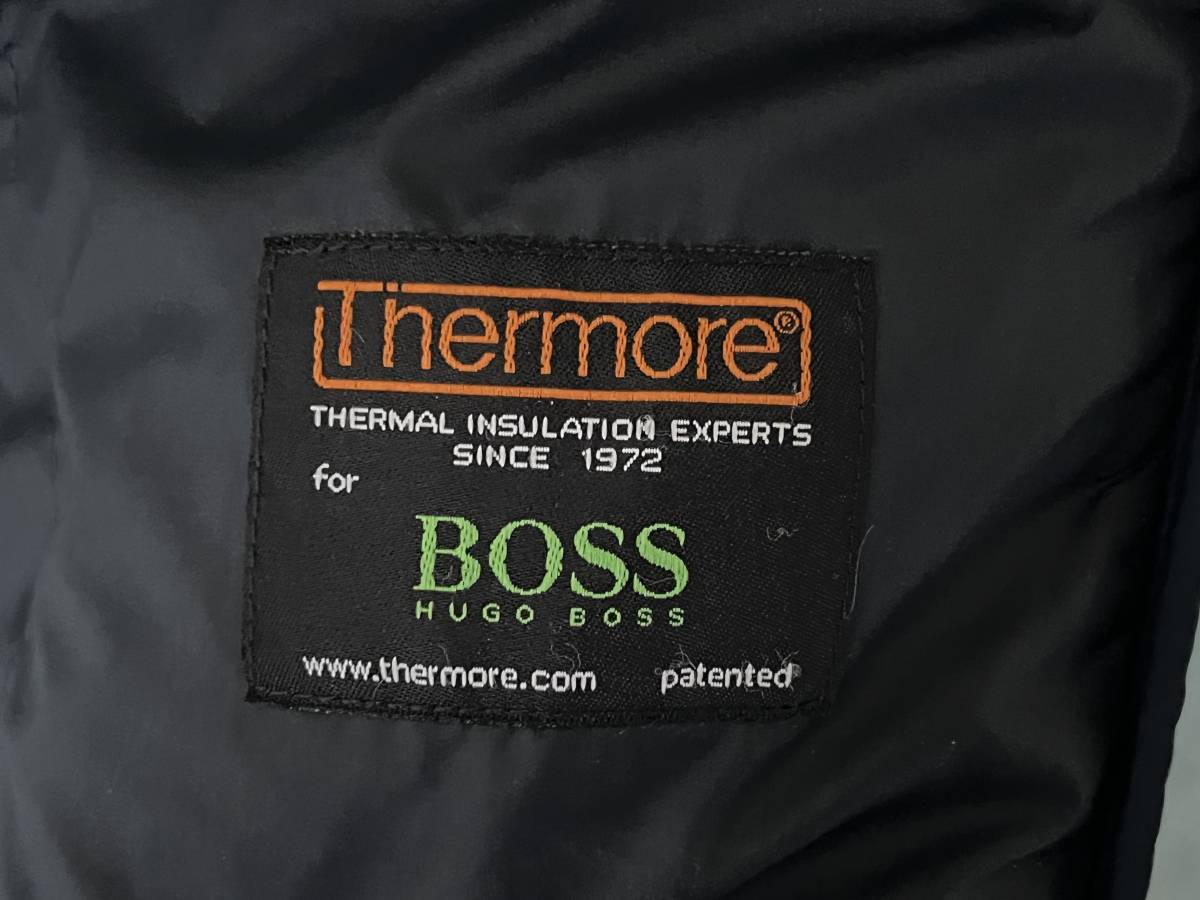 Thermore®
THERMAL INSULATION EXPERTS
SINCE 1972
for
BOSS
HUGO BOSS
www.thermore.com patented